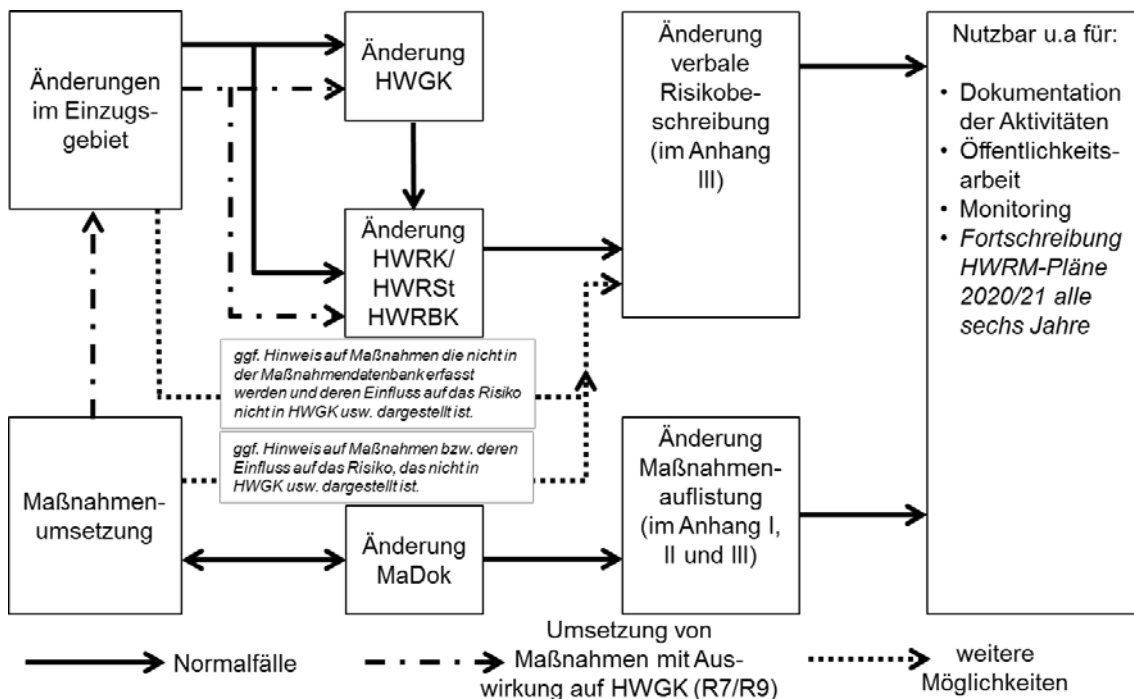 Änderungen
im Einzugs-
gebiet
Änderung
HWGK
Änderung
verbale
Risikobe-
schreibung
(im Anhang
III)
Nutzbar u.a für:
• Dokumentation
der Aktivitäten
• Öffentlichkeits-
arbeit
• Monitoring
• Fortschreibung
HWRM-Pläne
2020/21 alle
sechs Jahre
Änderung
HWRK/
HWRSt
HWRBK
ggf. Hinweis auf Maßnahmen die nicht in
der Maßnahmendatenbank erfasst
werden und deren Einfluss auf das Risiko
nicht in HWGK usw. dargestellt ist.
ggf. Hinweis auf Maßnahmen bzw. deren
Einfluss auf das Risiko, das nicht in
HWGK usw. dargestellt ist.
Maßnahmen-
umsetzung
Änderung
MaDok
Änderung
Maßnahmen-
auflistung
(im Anhang I,
II und III)
Normalfälle
Umsetzung von
Maßnahmen mit Aus-
wirkung auf HWGK (R7/R9)
weitere
Möglichkeiten